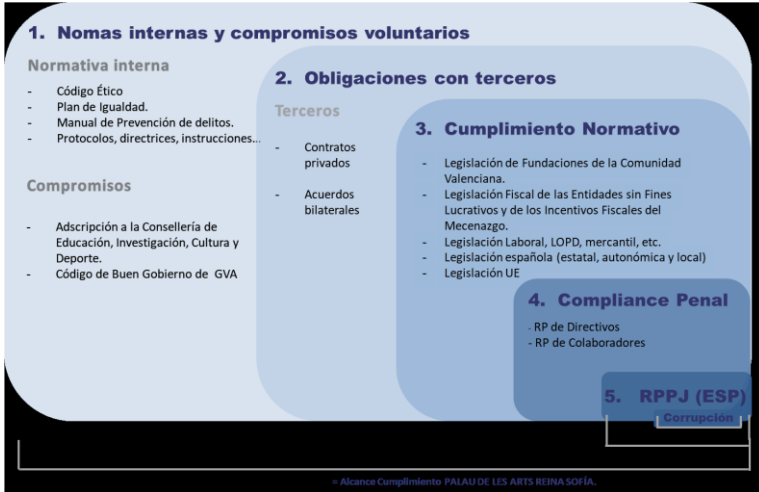 1. Nomas internas y compromisos voluntarios
Normativa interna
- Código Ético
- Plan de Igualdad.
- Manual de Prevención de delitos.
- Protocolos, directrices, instrucciones...
Compromisos
- Adscripción a la Consellería de
Educación, Investigación, Cultura y
Deporte.
- Código de Buen Gobierno de GVA
2. Obligaciones con terceros
Terceros
- Contratos
privados
- Acuerdos
bilaterales
3. Cumplimiento Normativo
- Legislación de Fundaciones de la Comunidad
Valenciana.
- Legislación Fiscal de las Entidades sin Fines
Lucrativos y de los Incentivos Fiscales del
Mecenazgo.
- Legislación Laboral, LOPD, mercantil, etc.
- Legislación española (estatal, autonómica y local)
- Legislación UE
4. Compliance Penal
- RP de Directivos
- RP de Colaboradores
5. RPPJ (ESP)
Corrupción
= Alcance Cumplimiento PALAU DE LES ARTS REINA SOFÍA.